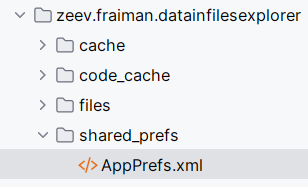 zeev.fraiman.datainfilesexplorer
cache
code_cache
files
shared_prefs
AppPrefs.xml